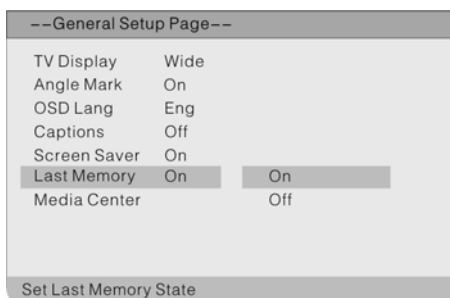 --General Setup Page--
TV Display Wide
Angle Mark On
OSD Lang Eng
Captions Off
Screen Saver On
Last Memory On On
Media Center Off
Set Last Memory State